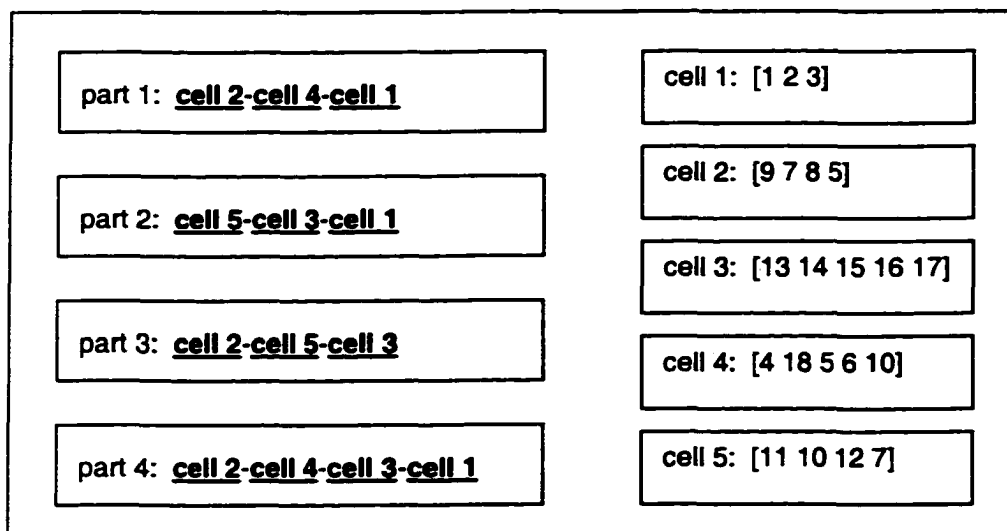 part 1: cell 2-cell 4-cell 1
part 2: cell 5-cell 3-cell 1
part 3: cell 2-cell 5-cell 3
part 4: cell 2-cell 4-cell 3-cell 1
cell 1: [1 2 3]
cell 2: [9 7 8 5]
cell 3: [13 14 15 16 17]
cell 4: [4 18 5 6 10]
cell 5: [11 10 12 7]